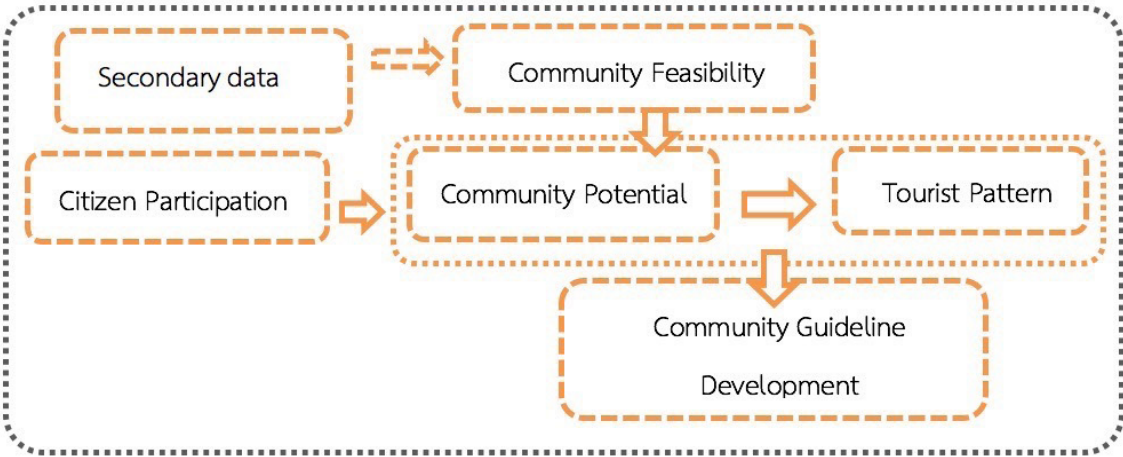 Secondary data
Community Feasibility
Citizen Participation
Community Potential
Tourist Pattern
Community Guideline
Development